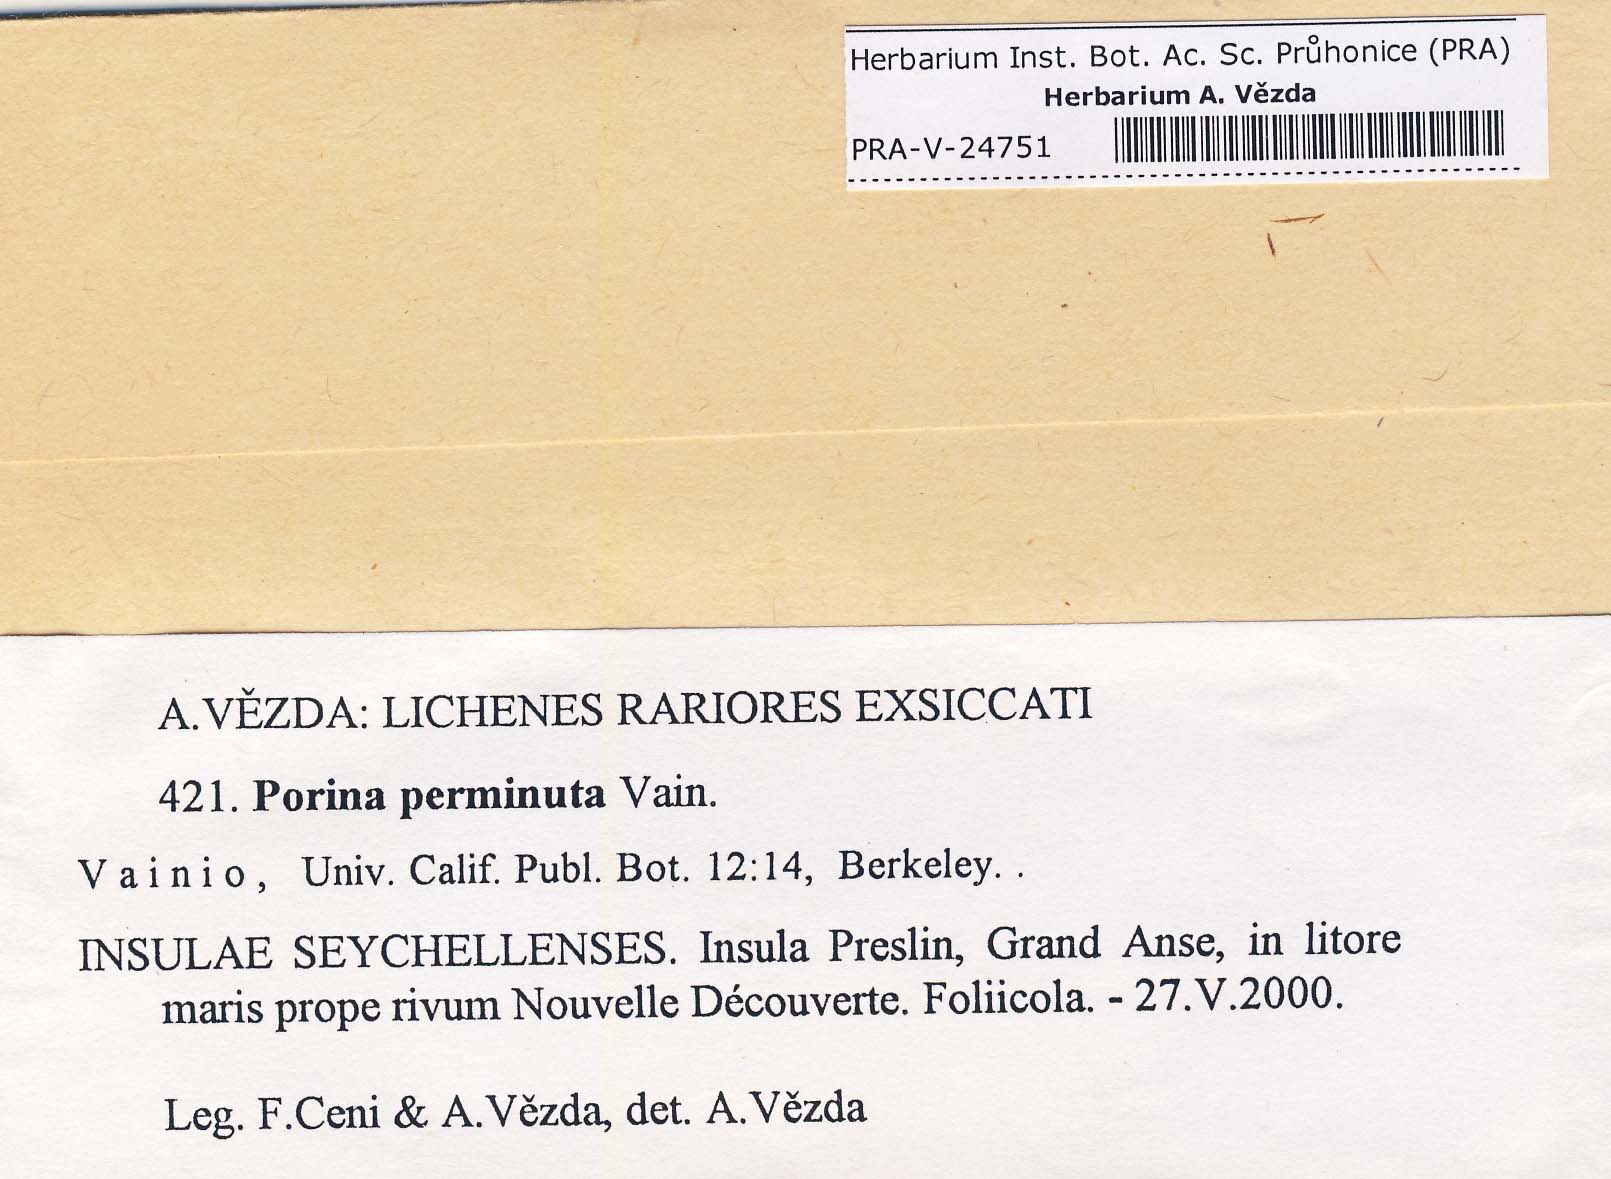 Herbarium Inst. Bot. Ac. Sc. Průhonice (PRA)
Herbarium A. Vězda
PRA-V-24751
A.VĚZDA: LICHENES RARIORES EXSICCATI
421. Porina perminuta Vain.
Vainio, Univ. Calif. Publ. Bot. 12:14, Berkeley. .
INSULAE SEYCHELLENSES. Insula Preslin, Grand Anse, in litore
maris prope rivum Nouvelle Découverte. Foliicola. - 27.V.2000.
Leg. F.Ceni & A.Vězda, det. A.Vězda